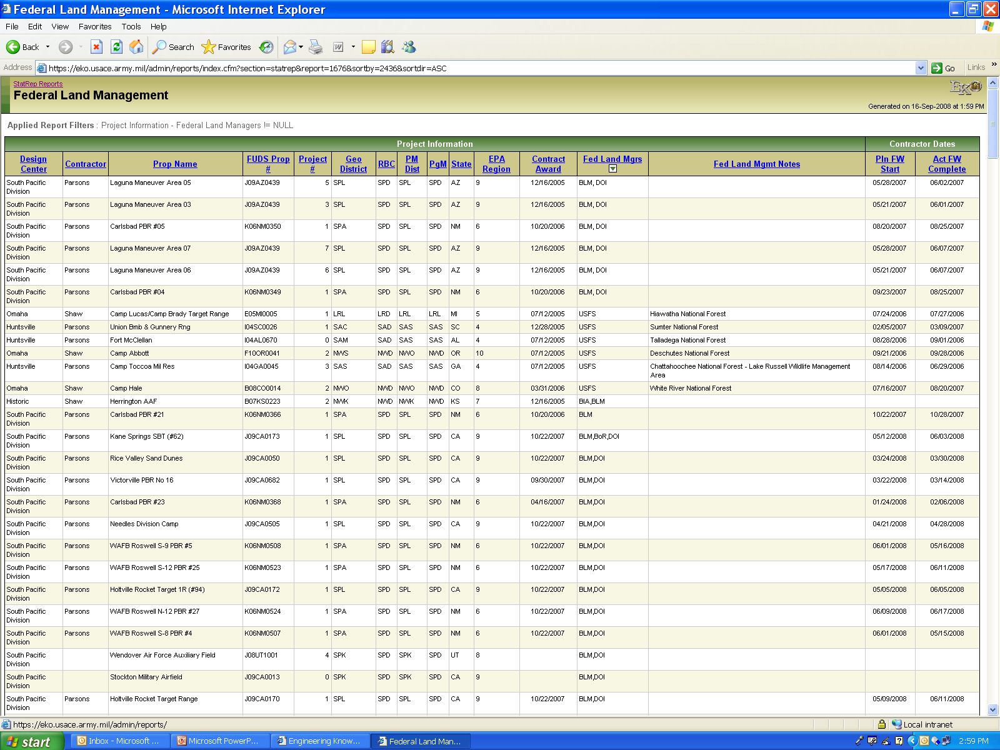 Federal Land Management - Microsoft Internet Explorer
File Edit View Favorites Tools Help
Back Search Favorites
Address https://eko.usace.army.mil/admin/reports/index.cfm?section=statrep&report=1676&sortby=2436&sortdir=ASC Go Links »
StatRep Reports
Federal Land Management
EKO
Generated on 16-Sep-2008 at 1:59 PM
Applied Report Filters : Project Information - Federal Land Managers != NULL
Project Information Contractor Dates
Design Center Contractor Prop Name FUDS Prop # Project # Geo District RBC PM Dist PgM State EPA Region Contract Award Fed Land Mgrs Fed Land Mgmt Notes Pln FW Start Act FW Complete
South Pacific Division Parsons Laguna Maneuver Area 05 J09AZ0439 5 SPL SPD SPL SPD AZ 9 12/16/2005 BLM, DOI 05/28/2007 06/02/2007
South Pacific Division Parsons Laguna Maneuver Area 03 J09AZ0439 3 SPL SPD SPL SPD AZ 9 12/16/2005 BLM, DOI 05/21/2007 06/01/2007
South Pacific Division Parsons Carlsbad PBR #05 K06NM0350 1 SPA SPD SPL SPD NM 6 10/20/2006 BLM, DOI 08/20/2007 08/25/2007
South Pacific Division Parsons Laguna Maneuver Area 07 J09AZ0439 7 SPL SPD SPL SPD AZ 9 12/16/2005 BLM, DOI 05/28/2007 06/07/2007
South Pacific Division Parsons Laguna Maneuver Area 06 J09AZ0439 6 SPL SPD SPL SPD AZ 9 12/16/2005 BLM, DOI 05/21/2007 06/07/2007
South Pacific Division Parsons Carlsbad PBR #04 K06NM0349 1 SPA SPD SPL SPD NM 6 10/20/2006 BLM, DOI 09/23/2007 08/25/2007
Omaha Shaw Camp Lucas/Camp Brady Target Range E05MI0005 1 LRL LRD LRL LRL MI 5 07/12/2005 USFS Hiawatha National Forest 07/24/2006 07/27/2006
Huntsville Parsons Union Bmb & Gunnery Rng I04SC0026 1 SAC SAD SAS SAS SC 4 12/28/2005 USFS Sumter National Forest 02/05/2007 03/09/2007
Huntsville Parsons Fort McClellan I04AL0670 0 SAM SAD SAS SAS AL 4 07/12/2005 USFS Talladega National Forest 08/28/2006 09/01/2006
Omaha Shaw Camp Abbott F10OR0041 2 NWS NWD NWO NWD OR 10 07/12/2005 USFS Deschutes National Forest 09/21/2006 09/28/2006
Huntsville Parsons Camp Toccoa Mil Res I04GA0045 3 SAS SAD SAS SAS GA 4 07/12/2005 USFS Chattahoochee National Forest - Lake Russell Wildlife Management Area 08/14/2006 06/29/2006
Omaha Shaw Camp Hale B08CO0014 2 NWO NWD NWO NWD CO 8 03/31/2006 USFS White River National Forest 07/16/2007 08/20/2007
Historic Shaw Herrington AAF B07KS0223 2 NWK NWD NWK NWD KS 7 12/16/2005 BIA,BLM
South Pacific Division Parsons Carlsbad PBR #21 K06NM0366 1 SPA SPD SPL SPD NM 6 10/20/2006 BLM 10/22/2007 10/28/2007
South Pacific Division Parsons Kane Springs SBT (#62) J09CA0173 1 SPL SPD SPL SPD CA 9 10/22/2007 BLM,BoR,DOI 05/12/2008 06/03/2008
South Pacific Division Parsons Rice Valley Sand Dunes J09CA0050 1 SPL SPD SPL SPD CA 9 10/22/2007 BLM,DOI 03/24/2008 03/30/2008
South Pacific Division Parsons Victorville PBR No 16 J09CA0682 1 SPL SPD SPL SPD CA 9 09/30/2007 BLM,DOI 03/22/2008 03/14/2008
South Pacific Division Parsons Carlsbad PBR #23 K06NM0368 1 SPA SPD SPL SPD NM 6 04/16/2007 BLM,DOI 01/24/2008 02/06/2008
South Pacific Division Parsons Needles Division Camp J09CA0505 1 SPL SPD SPL SPD CA 9 10/22/2007 BLM,DOI 04/21/2008 04/28/2008
South Pacific Division Parsons WAFB Roswell S-9 PBR #5 K06NM0508 1 SPA SPD SPL SPD NM 6 10/22/2007 BLM,DOI 06/01/2008 05/16/2008
South Pacific Division Parsons WAFB Roswell S-12 PBR #25 K06NM0523 1 SPA SPD SPL SPD NM 6 10/22/2007 BLM,DOI 05/17/2008 06/11/2008
South Pacific Division Parsons Holtville Rocket Target 1R (#94) J09CA0172 1 SPL SPD SPL SPD CA 9 10/22/2007 BLM,DOI 05/05/2008 06/05/2008
South Pacific Division Parsons WAFB Roswell N-12 PBR #27 K06NM0524 1 SPA SPD SPL SPD NM 6 10/22/2007 BLM,DOI 06/09/2008 06/17/2008
South Pacific Division Parsons WAFB Roswell S-8 PBR #4 K06NM0507 1 SPA SPD SPL SPD NM 6 10/22/2007 BLM,DOI 06/01/2008 05/15/2008
South Pacific Division Wendover Air Force Auxiliary Field J08UT1001 4 SPK SPD SPK SPD UT 8 BLM,DOI
South Pacific Division Stockton Military Airfield J09CA0013 0 SPK SPD SPK SPD CA 9 BLM,DOI
South Pacific Division Parsons Holtville Rocket Target Range J09CA0170 1 SPL SPD SPL SPD CA 9 10/22/2007 BLM,DOI 05/09/2008 06/11/2008
https://eko.usace.army.mil/admin/reports/ Local intranet
start Inbox - Microsoft ... Microsoft PowerP... Engineering Know... Federal Land Man... 2:59 PM